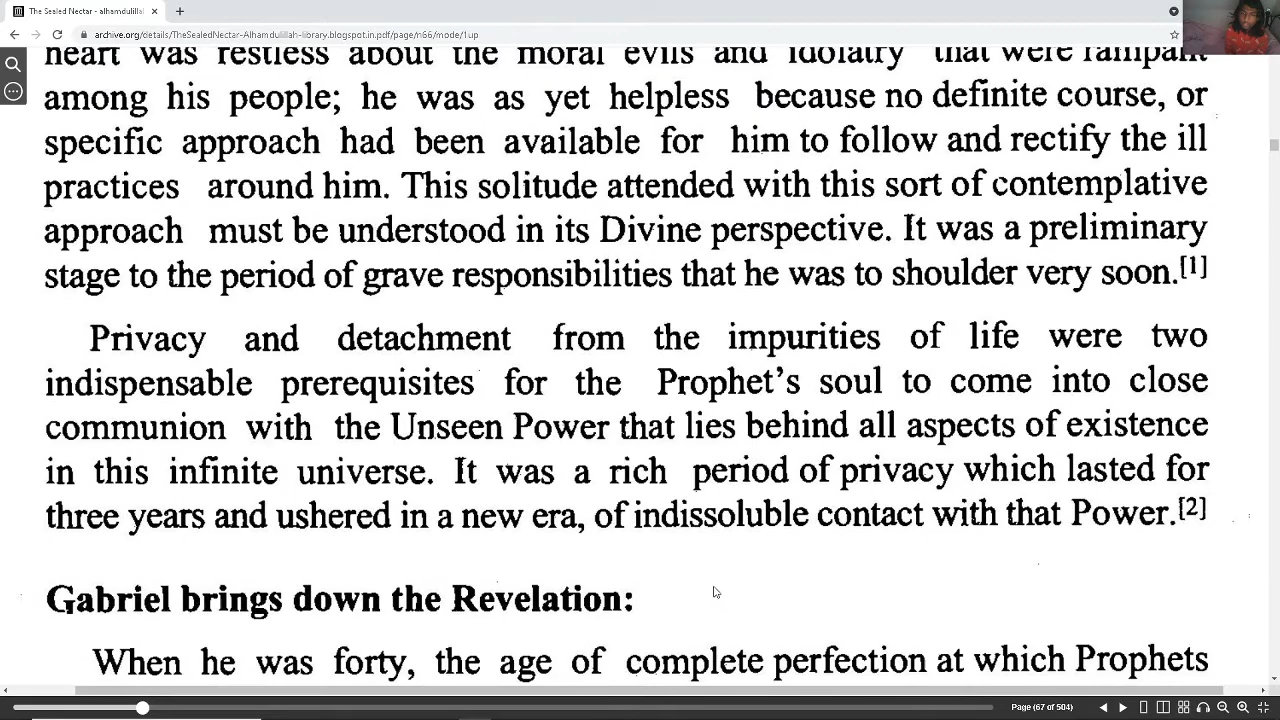 The Sealed Nectar - alhamdulillal
archive.org/details/TheSealedNectar-Alhamdulillah-library.blogspot.in.pdf/page/n66/mode/1up
heart was restless about the moral evils and idolatry that were rampant
among his people; he was as yet helpless because no definite course, or
specific approach had been available for him to follow and rectify the ill
practices around him. This solitude attended with this sort of contemplative
approach must be understood in its Divine perspective. It was a preliminary
stage to the period of grave responsibilities that he was to shoulder very soon.[1]
Privacy and detachment from the impurities of life were two
indispensable prerequisites for the Prophet's soul to come into close
communion with the Unseen Power that lies behind all aspects of existence
in this infinite universe. It was a rich period of privacy which lasted for
three years and ushered in a new era, of indissoluble contact with that Power.[2]
Gabriel brings down the Revelation:
When he was forty, the age of complete perfection at which Prophets
Page (67 of 504)